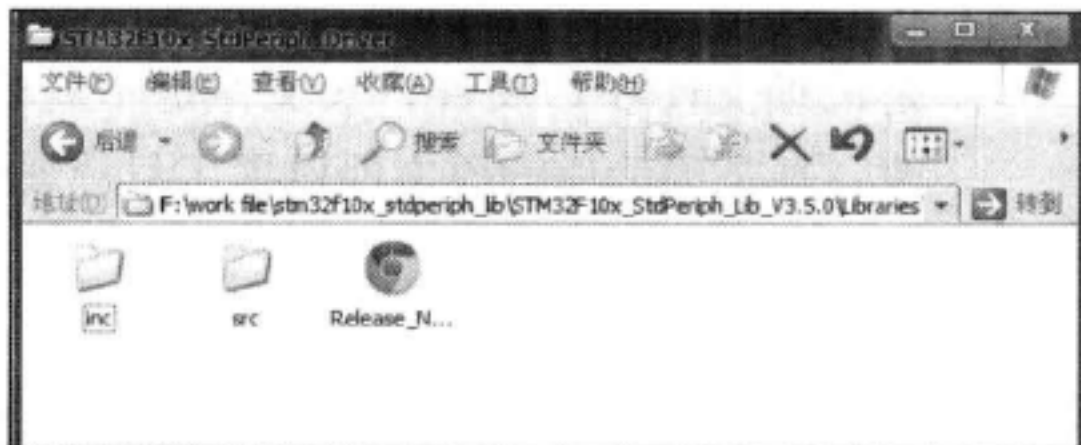 STM32F10x_StdPeriph_Driver
文件(F) 编辑(E) 查看(V) 收藏(A) 工具(T) 帮助(H)
后退 搜索 文件夹
地址(D) F:\work file\stm32f10x_stdperiph_lib\STM32F10x_StdPeriph_Lib_V3.5.0\Libraries 转到
inc src Release_N...